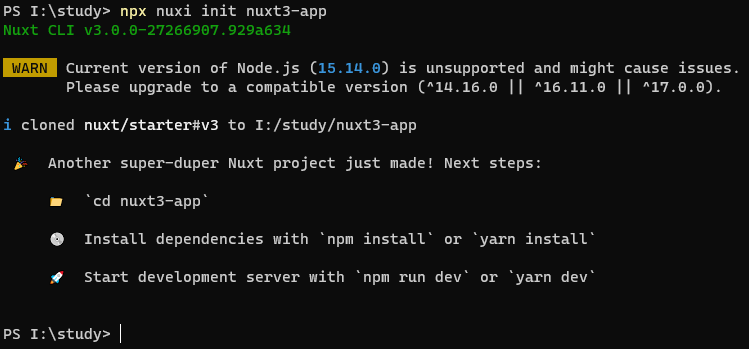 PS I:\study> npx nuxi init nuxt3-app
Nuxt CLI v3.0.0-27266907.929a634
WARN Current version of Node.js (15.14.0) is unsupported and might cause issues.
Please upgrade to a compatible version (^14.16.0 || ^16.11.0 || ^17.0.0).
i cloned nuxt/starter#v3 to I:/study/nuxt3-app
Another super-duper Nuxt project just made! Next steps:
`cd nuxt3-app`
Install dependencies with `npm install` or `yarn install`
Start development server with `npm run dev` or `yarn dev`
PS I:\study>